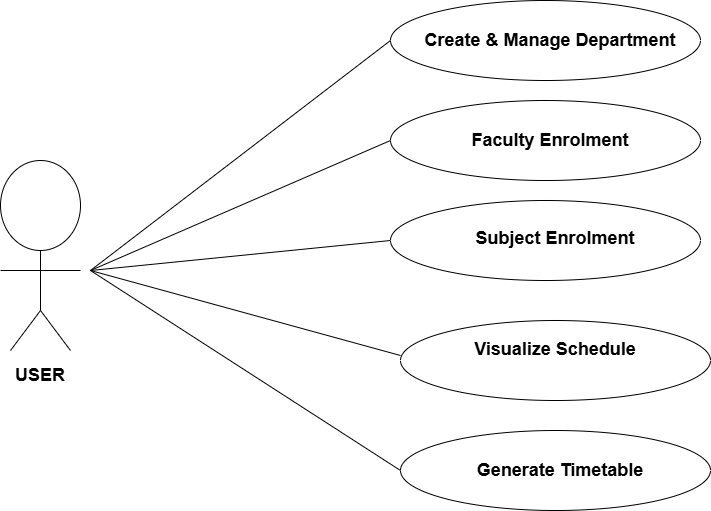 Create & Manage Department
Faculty Enrolment
Subject Enrolment
Visualize Schedule
USER
Generate Timetable